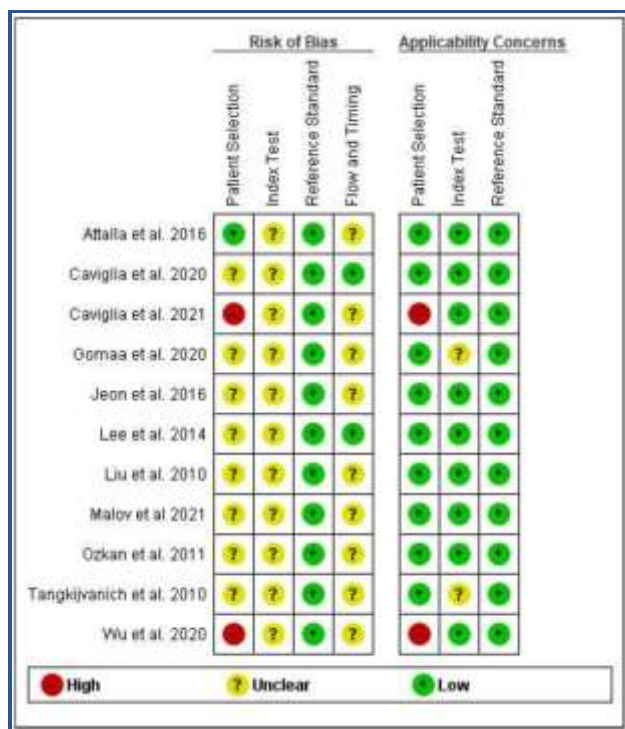 Risk of Bias
Applicability Concerns
Patient Selection
Index Test
Reference Standard
Flow and Timing
Patient Selection
Index Test
Reference Standard
Attalla et al. 2016 + ? + ? + + +
Caviglia et al. 2020 ? ? + + + + +
Caviglia et al. 2021 ? + ? + +
Gomaa et al. 2020 ? ? + ? + ? +
Jeon et al. 2016 ? ? + ? + + +
Lee et al. 2014 ? ? + + + + +
Liu et al. 2010 ? ? + ? + + +
Malov et al 2021 ? ? + ? + + +
Ozkan et al. 2011 ? ? + ? + + +
Tangkijvanich et al. 2010 ? ? + ? + ? +
Wu et al. 2020 ? + ? + +
High ? Unclear + Low